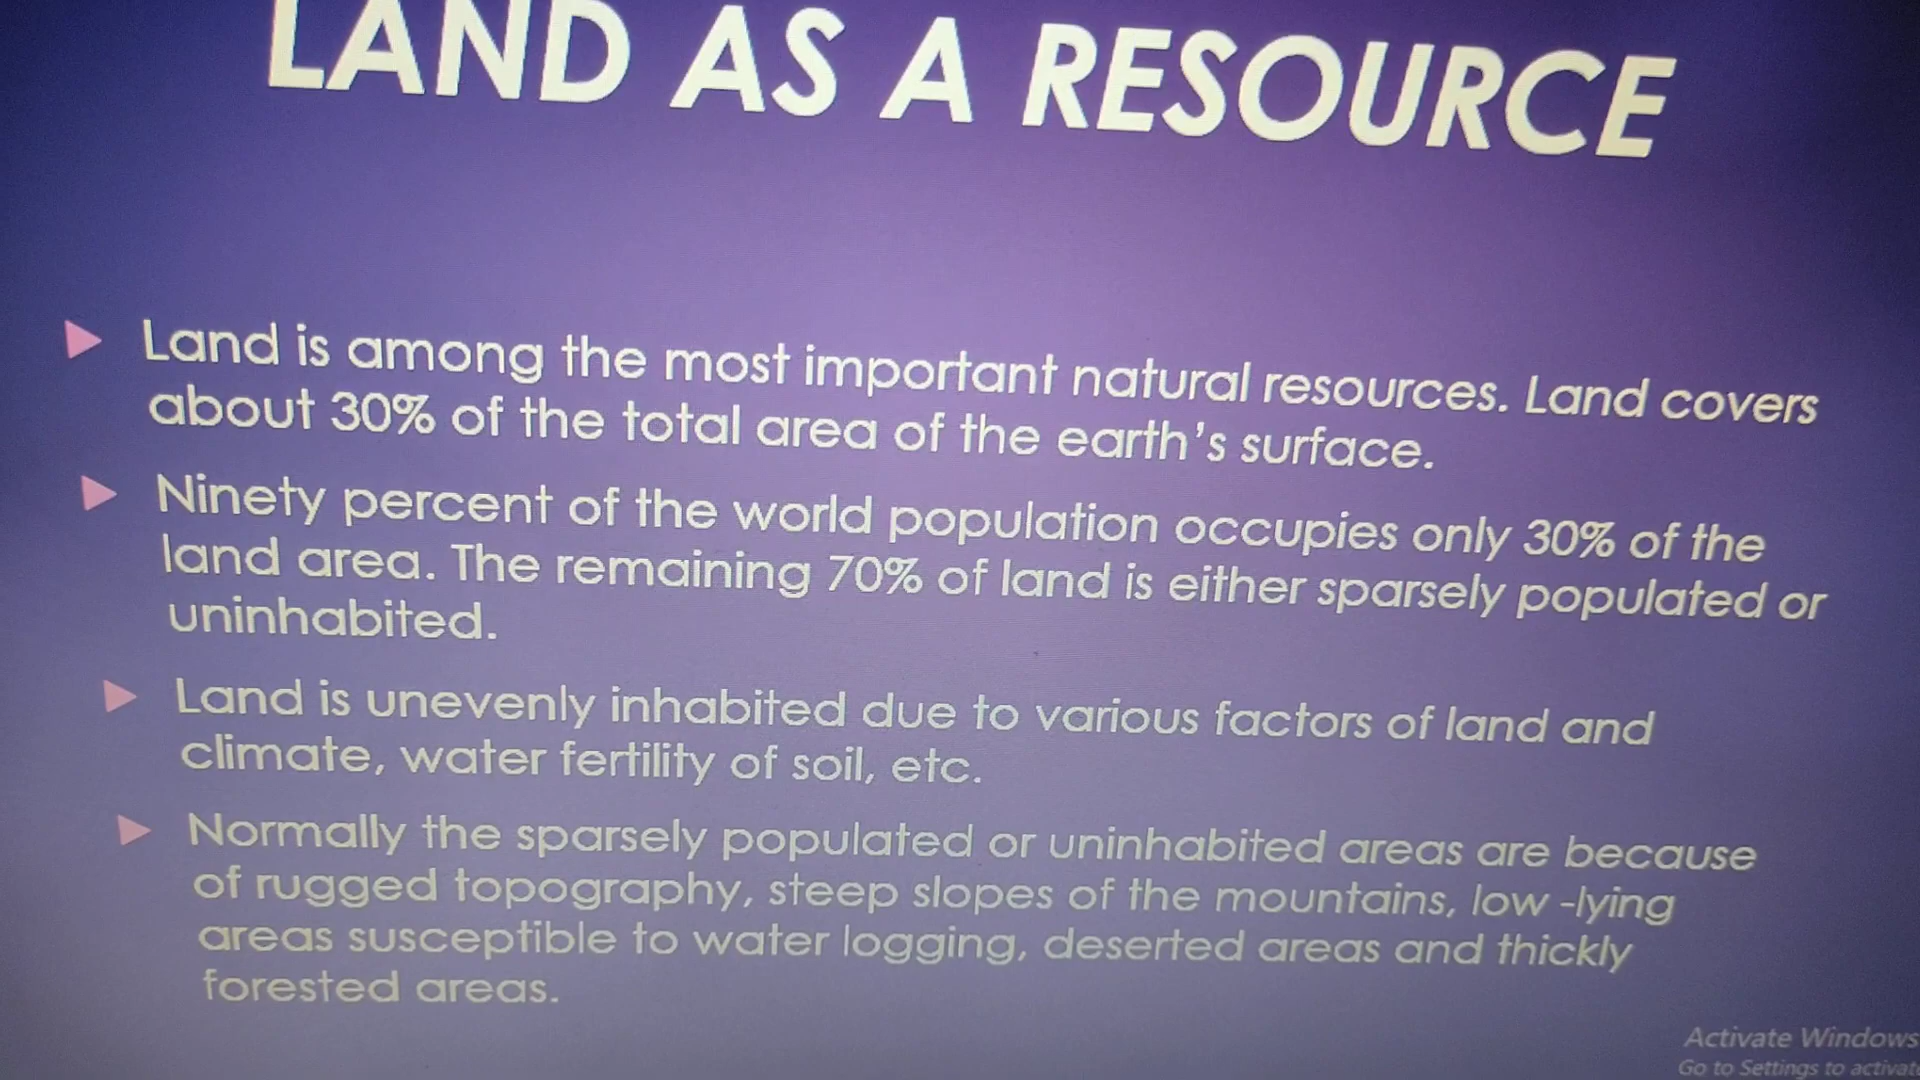 LAND AS A RESOURCE
Land is among the most important natural resources. Land covers
about 30% of the total area of the earth's surface.
Ninety percent of the world population occupies only 30% of the
land area. The remaining 70% of land is either sparsely populated or
uninhabited.
Land is unevenly inhabited due to various factors of land and
climate, water fertility of soil, etc.
Normally the sparsely populated or uninhabited areas are because
of rugged topography, steep slopes of the mountains, low -lying
areas susceptible to water logging, deserted areas and thickly
forested areas.
Activate Windows
Go to Settings to activate